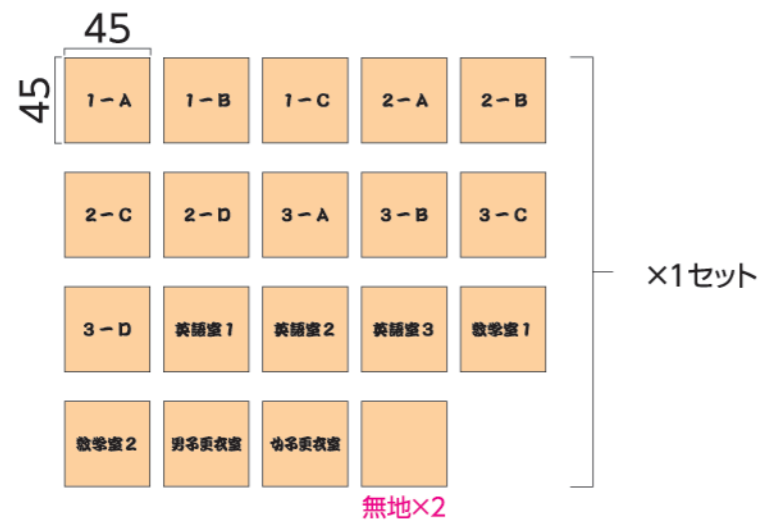 45
45
1－A 1－B 1－C 2－A 2－B
2－C 2－D 3－A 3－B 3－C
×1セット
3－D 英語室1 英語室2 英語室3 数学室1
数学室2 男子更衣室 女子更衣室
無地×2